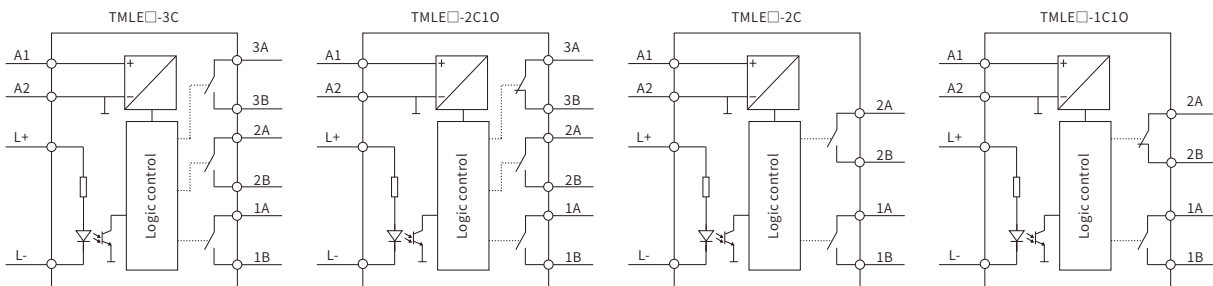 TMLE□-3C
A1
A2
L+
L-
+
−
Logic control
3A
3B
2A
2B
1A
1B
TMLE□-2C1O
A1
A2
L+
L-
+
−
Logic control
3A
3B
2A
2B
1A
1B
TMLE□-2C
A1
A2
L+
L-
+
−
Logic control
2A
2B
1A
1B
TMLE□-1C1O
A1
A2
L+
L-
+
−
Logic control
2A
2B
1A
1B